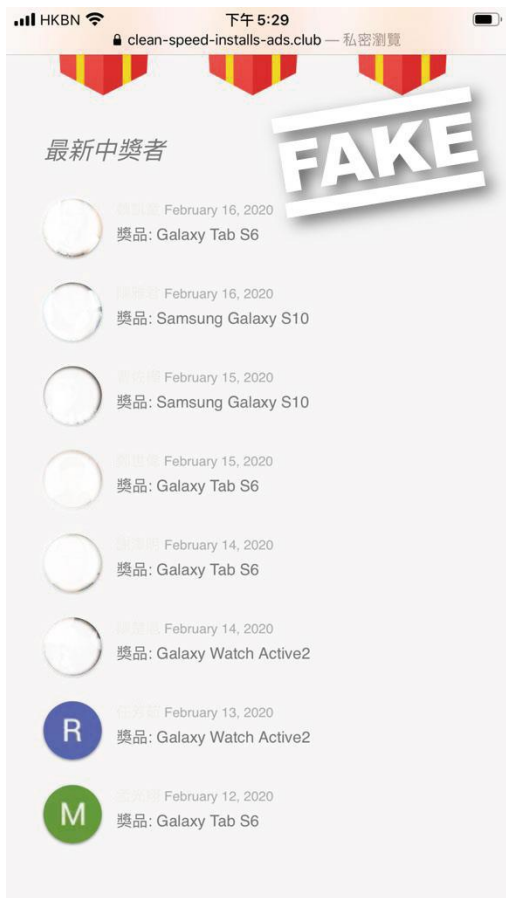 HKBN 下午 5:29
clean-speed-installs-ads.club — 私密瀏覽
FAKE
最新中獎者
February 16, 2020
獎品: Galaxy Tab S6
February 16, 2020
獎品: Samsung Galaxy S10
February 15, 2020
獎品: Samsung Galaxy S10
February 15, 2020
獎品: Galaxy Tab S6
February 14, 2020
獎品: Galaxy Tab S6
February 14, 2020
獎品: Galaxy Watch Active2
R
February 13, 2020
獎品: Galaxy Watch Active2
M
February 12, 2020
獎品: Galaxy Tab S6